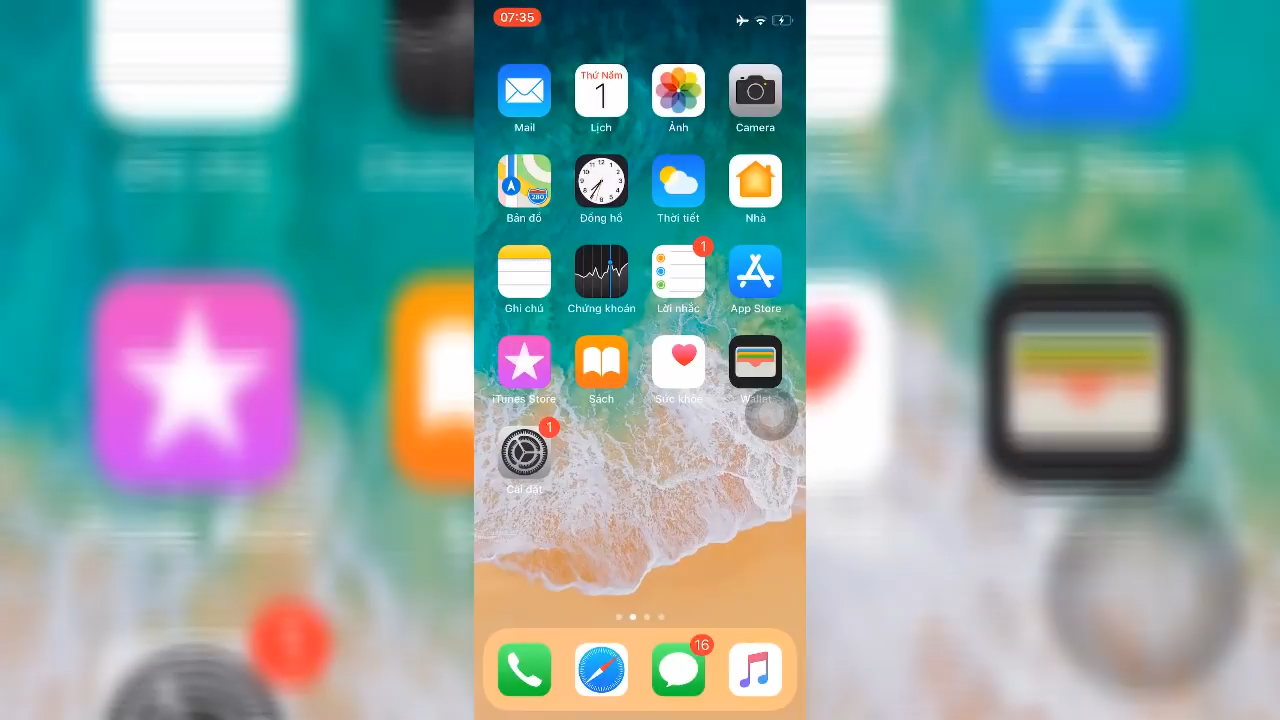 07:35
Thứ Năm
1
Mail
Lịch
Ảnh
Camera
280
Bản đồ
Đồng hồ
Thời tiết
Nhà
1
Ghi chú
Chứng khoán
Lời nhắc
App Store
iTunes Store
Sách
Sức khỏe
Wallet
1
Cài đặt
16